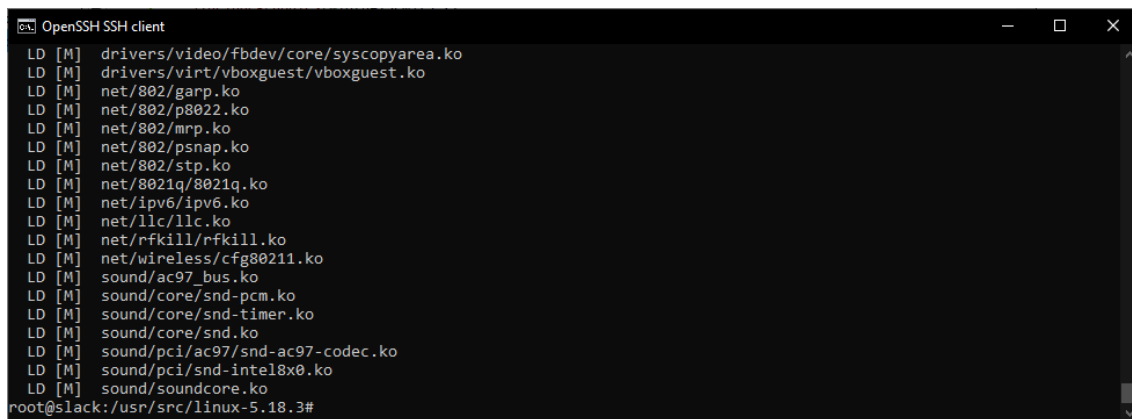 OpenSSH SSH client
LD [M]  drivers/video/fbdev/core/syscopyarea.ko
LD [M]  drivers/virt/vboxguest/vboxguest.ko
LD [M]  net/802/garp.ko
LD [M]  net/802/p8022.ko
LD [M]  net/802/mrp.ko
LD [M]  net/802/psnap.ko
LD [M]  net/802/stp.ko
LD [M]  net/8021q/8021q.ko
LD [M]  net/ipv6/ipv6.ko
LD [M]  net/llc/llc.ko
LD [M]  net/rfkill/rfkill.ko
LD [M]  net/wireless/cfg80211.ko
LD [M]  sound/ac97_bus.ko
LD [M]  sound/core/snd-pcm.ko
LD [M]  sound/core/snd-timer.ko
LD [M]  sound/core/snd.ko
LD [M]  sound/pci/ac97/snd-ac97-codec.ko
LD [M]  sound/pci/snd-intel8x0.ko
LD [M]  sound/soundcore.ko
root@slack:/usr/src/linux-5.18.3#